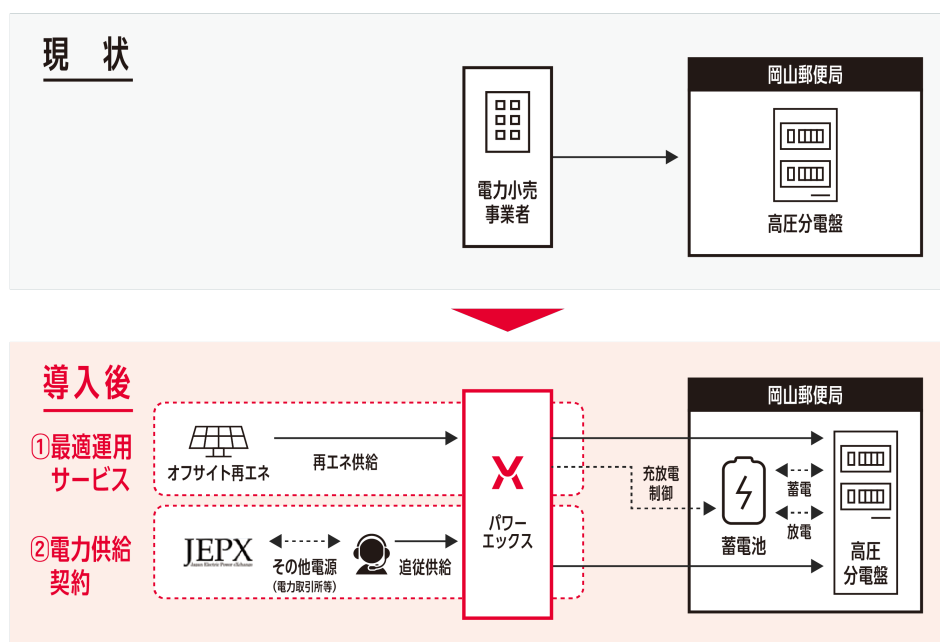 現　状
岡山郵便局
電力小売
事業者
高圧分電盤
導入後
①最適運用
サービス
オフサイト再エネ
再エネ供給
②電力供給
契約
JEPX
Japan Electric Power eXchange
その他電源
(電力取引所等)
追従供給
パワー
エックス
充放電
制御
岡山郵便局
蓄電池
蓄電
放電
高圧
分電盤